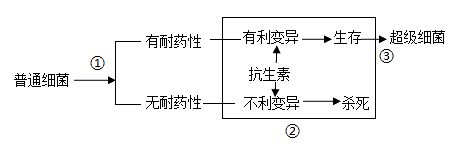 ①
有耐药性
有利变异
生存
超级细菌
③
普通细菌
抗生素
无耐药性
不利变异
杀死
②